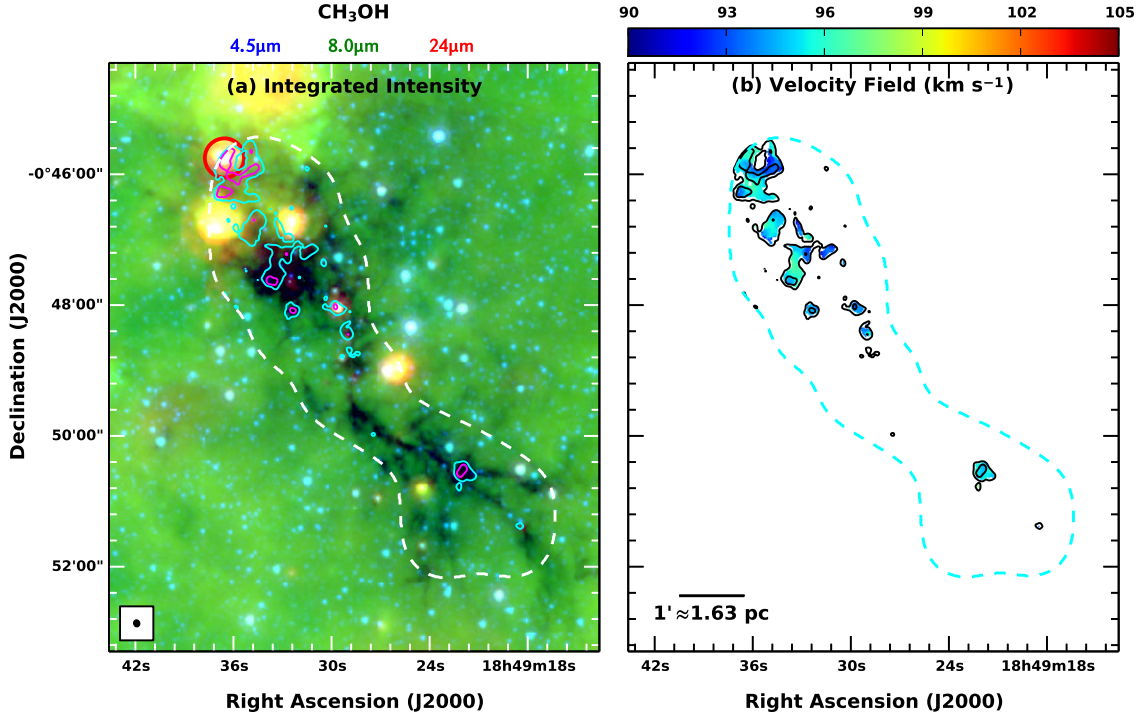 CH₃OH
4.5μm 8.0μm 24μm
90 93 96 99 102 105
(a) Integrated Intensity
(b) Velocity Field (km s⁻¹)
Declination (J2000)
-0°46'00"
48'00"
50'00"
52'00"
1'≈1.63 pc
42s 36s 30s 24s 18h49m18s
42s 36s 30s 24s 18h49m18s
Right Ascension (J2000)
Right Ascension (J2000)